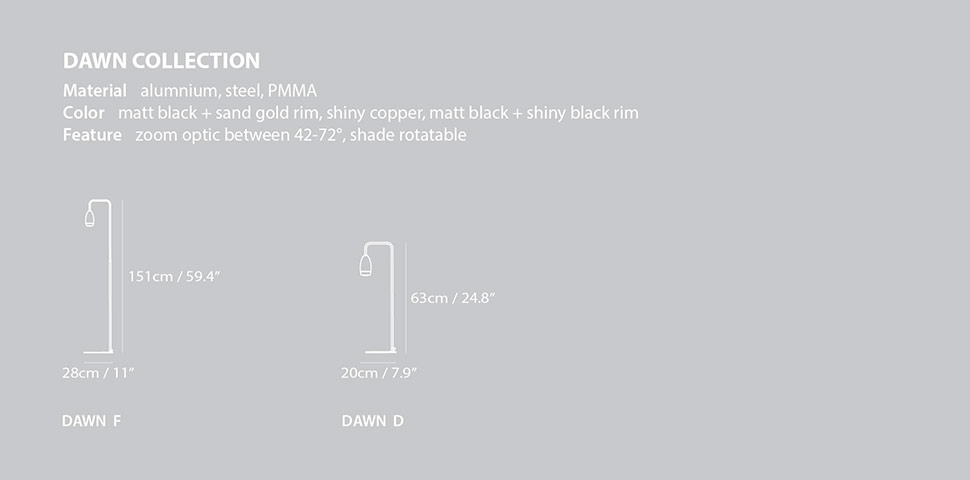 DAWN COLLECTION
Material alumnium, steel, PMMA
Color matt black + sand gold rim, shiny copper, matt black + shiny black rim
Feature zoom optic between 42-72°, shade rotatable
151cm / 59.4”
63cm / 24.8”
28cm / 11”
20cm / 7.9”
DAWN F
DAWN D